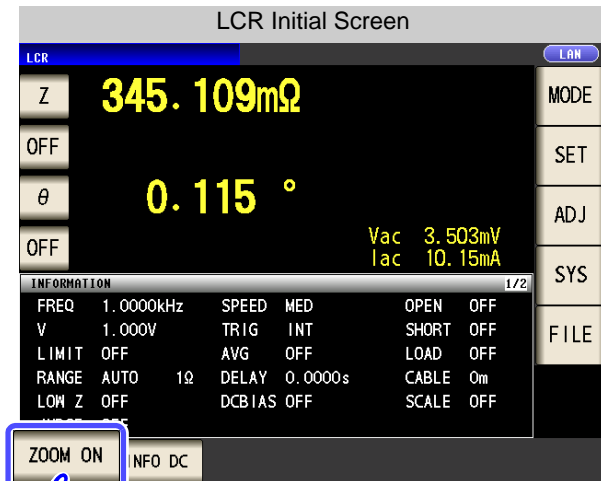 LCR Initial Screen
LCR
LAN
Z 345.109mΩ
MODE
OFF
SET
θ 0.115 °
ADJ
OFF
Vac 3.503mV
Iac 10.15mA
SYS
INFORMATION 1/2
FREQ 1.0000kHz SPEED MED OPEN OFF
V 1.000V TRIG INT SHORT OFF
FILE
LIMIT OFF AVG OFF LOAD OFF
RANGE AUTO 1Ω DELAY 0.0000s CABLE 0m
LOW Z OFF DCBIAS OFF SCALE OFF
ZOOM ON
INFO DC